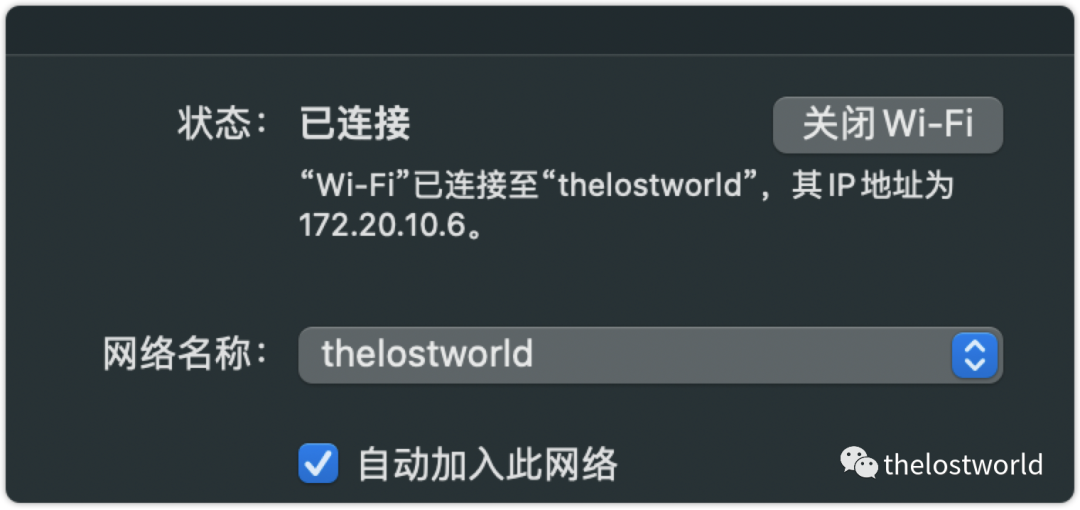 状态： 已连接 关闭 Wi-Fi
“Wi-Fi”已连接至“thelostworld”，其 IP 地址为
172.20.10.6。
网络名称： thelostworld
自动加入此网络
thelostworld